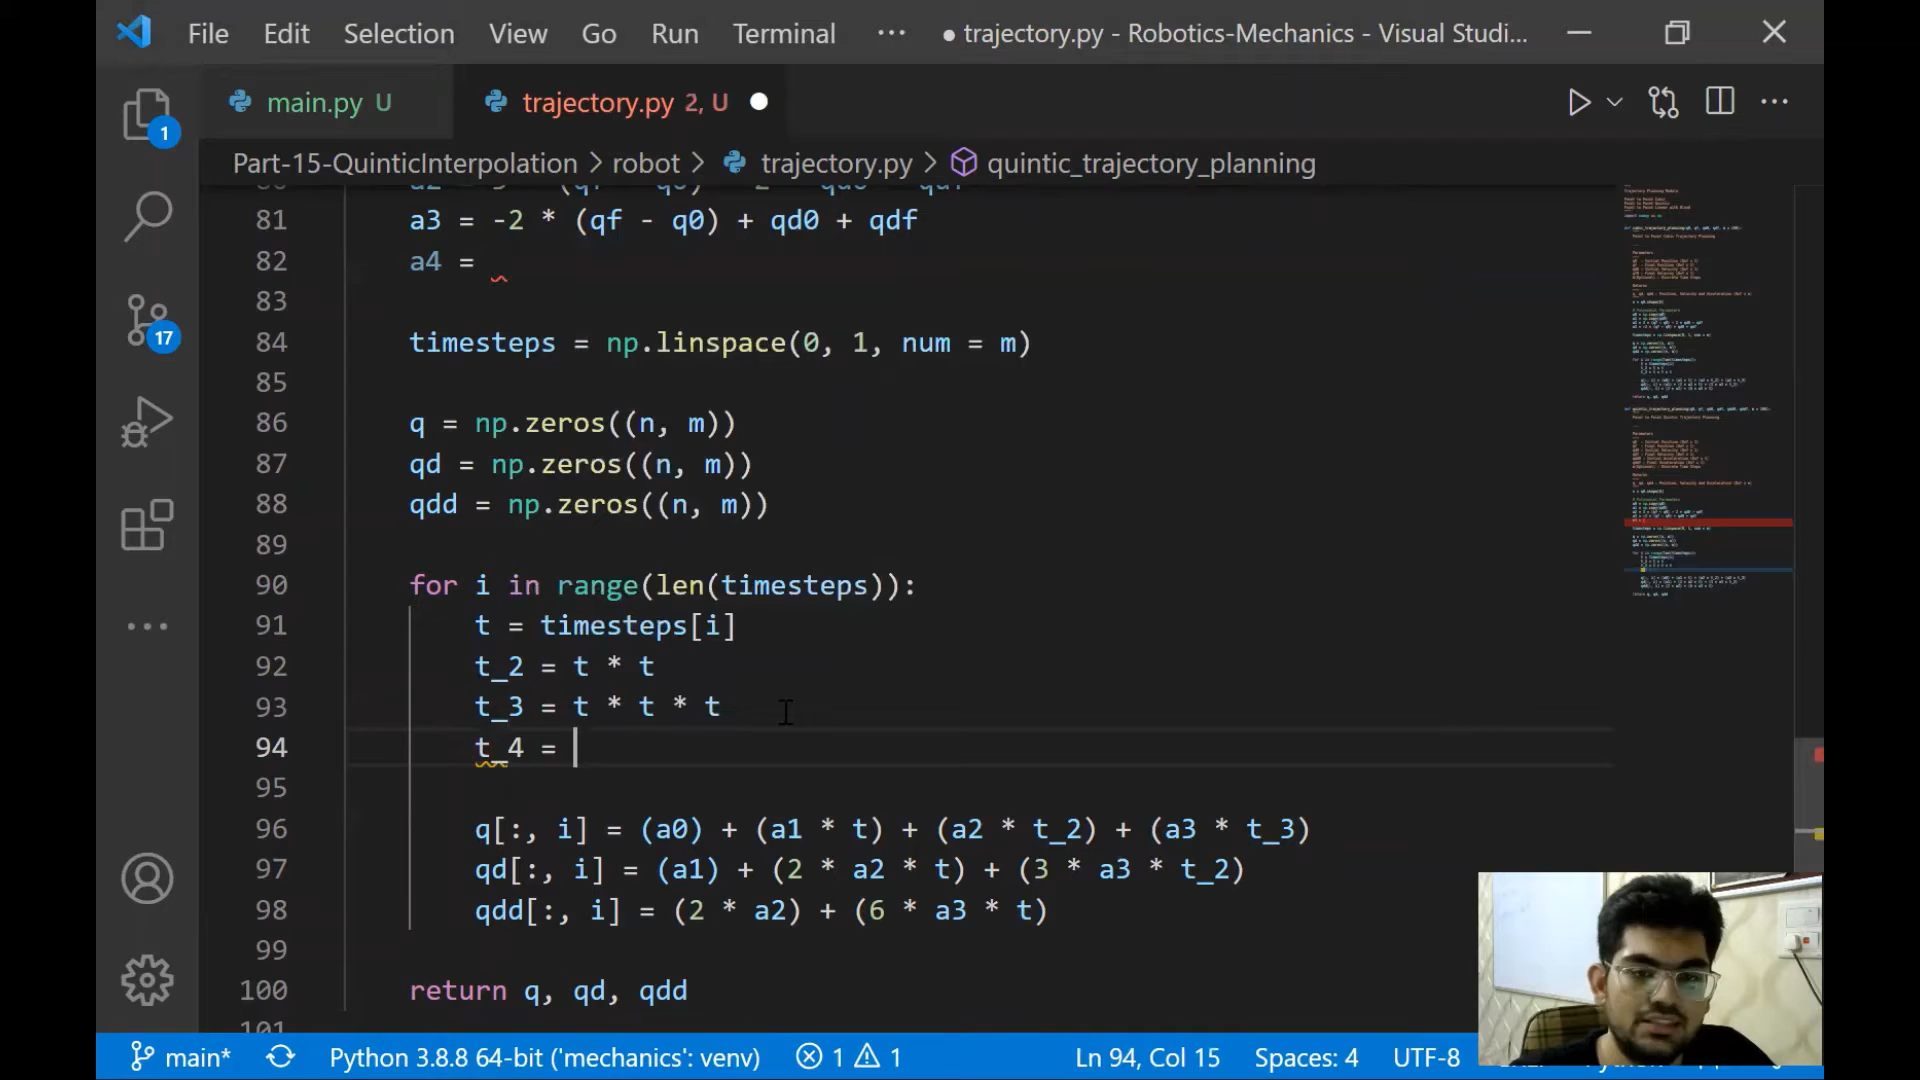 File Edit Selection View Go Run Terminal ··· ● trajectory.py - Robotics-Mechanics - Visual Studi...
main.py U trajectory.py 2, U
Part-15-QuinticInterpolation > robot > trajectory.py > quintic_trajectory_planning
81 a3 = -2 * (qf - q0) + qd0 + qdf
82 a4 =
83
84 timesteps = np.linspace(0, 1, num = m)
85
86 q = np.zeros((n, m))
87 qd = np.zeros((n, m))
88 qdd = np.zeros((n, m))
89
90 for i in range(len(timesteps)):
91 t = timesteps[i]
92 t_2 = t * t
93 t_3 = t * t * t
94 t_4 =
95
96 q[:, i] = (a0) + (a1 * t) + (a2 * t_2) + (a3 * t_3)
97 qd[:, i] = (a1) + (2 * a2 * t) + (3 * a3 * t_2)
98 qdd[:, i] = (2 * a2) + (6 * a3 * t)
99
100 return q, qd, qdd
1
17
main* Python 3.8.8 64-bit ('mechanics': venv) 1 1 Ln 94, Col 15 Spaces: 4 UTF-8